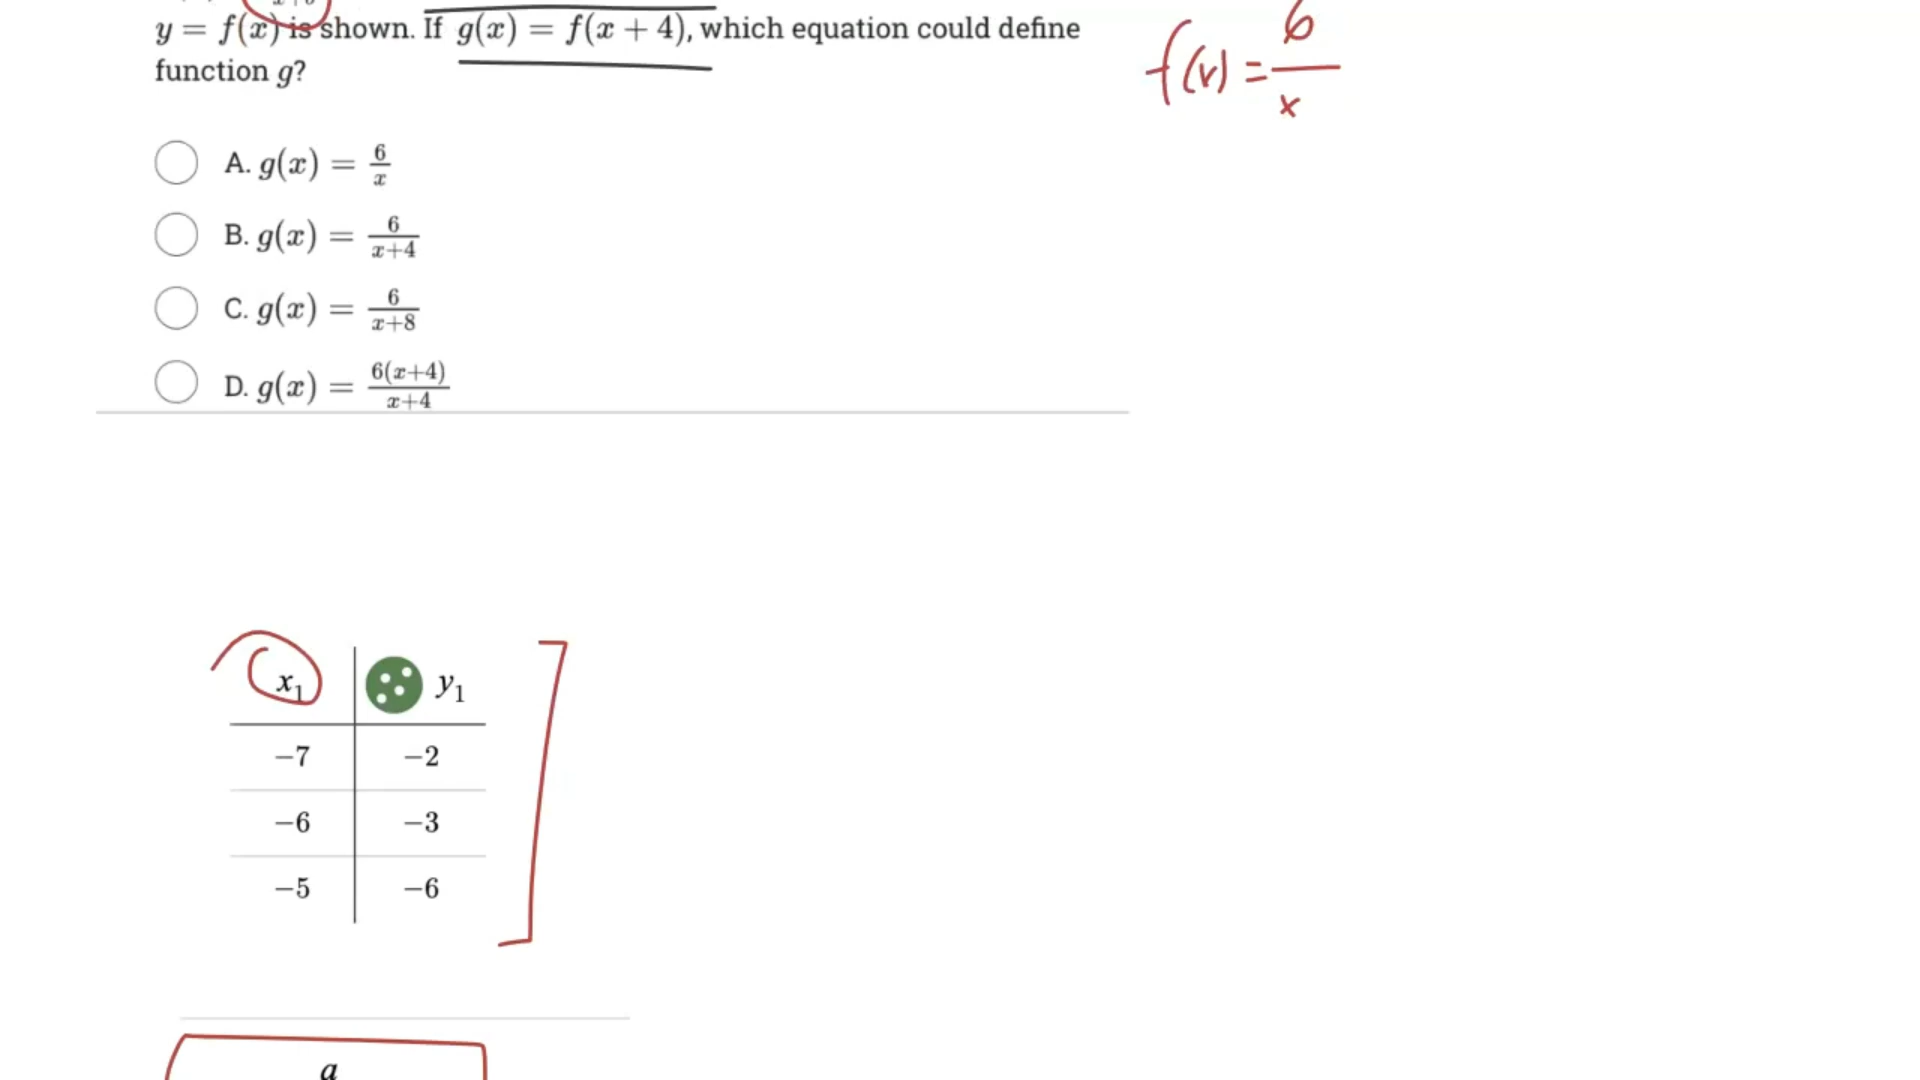 y = f(x) is shown. If g(x) = f(x + 4), which equation could define
function g?
f(x) = 6/x
A. g(x) = 6/x
B. g(x) = 6/(x+4)
C. g(x) = 6/(x+8)
D. g(x) = 6(x+4)/(x+4)
x₁ y₁
−7 −2
−6 −3
−5 −6
a